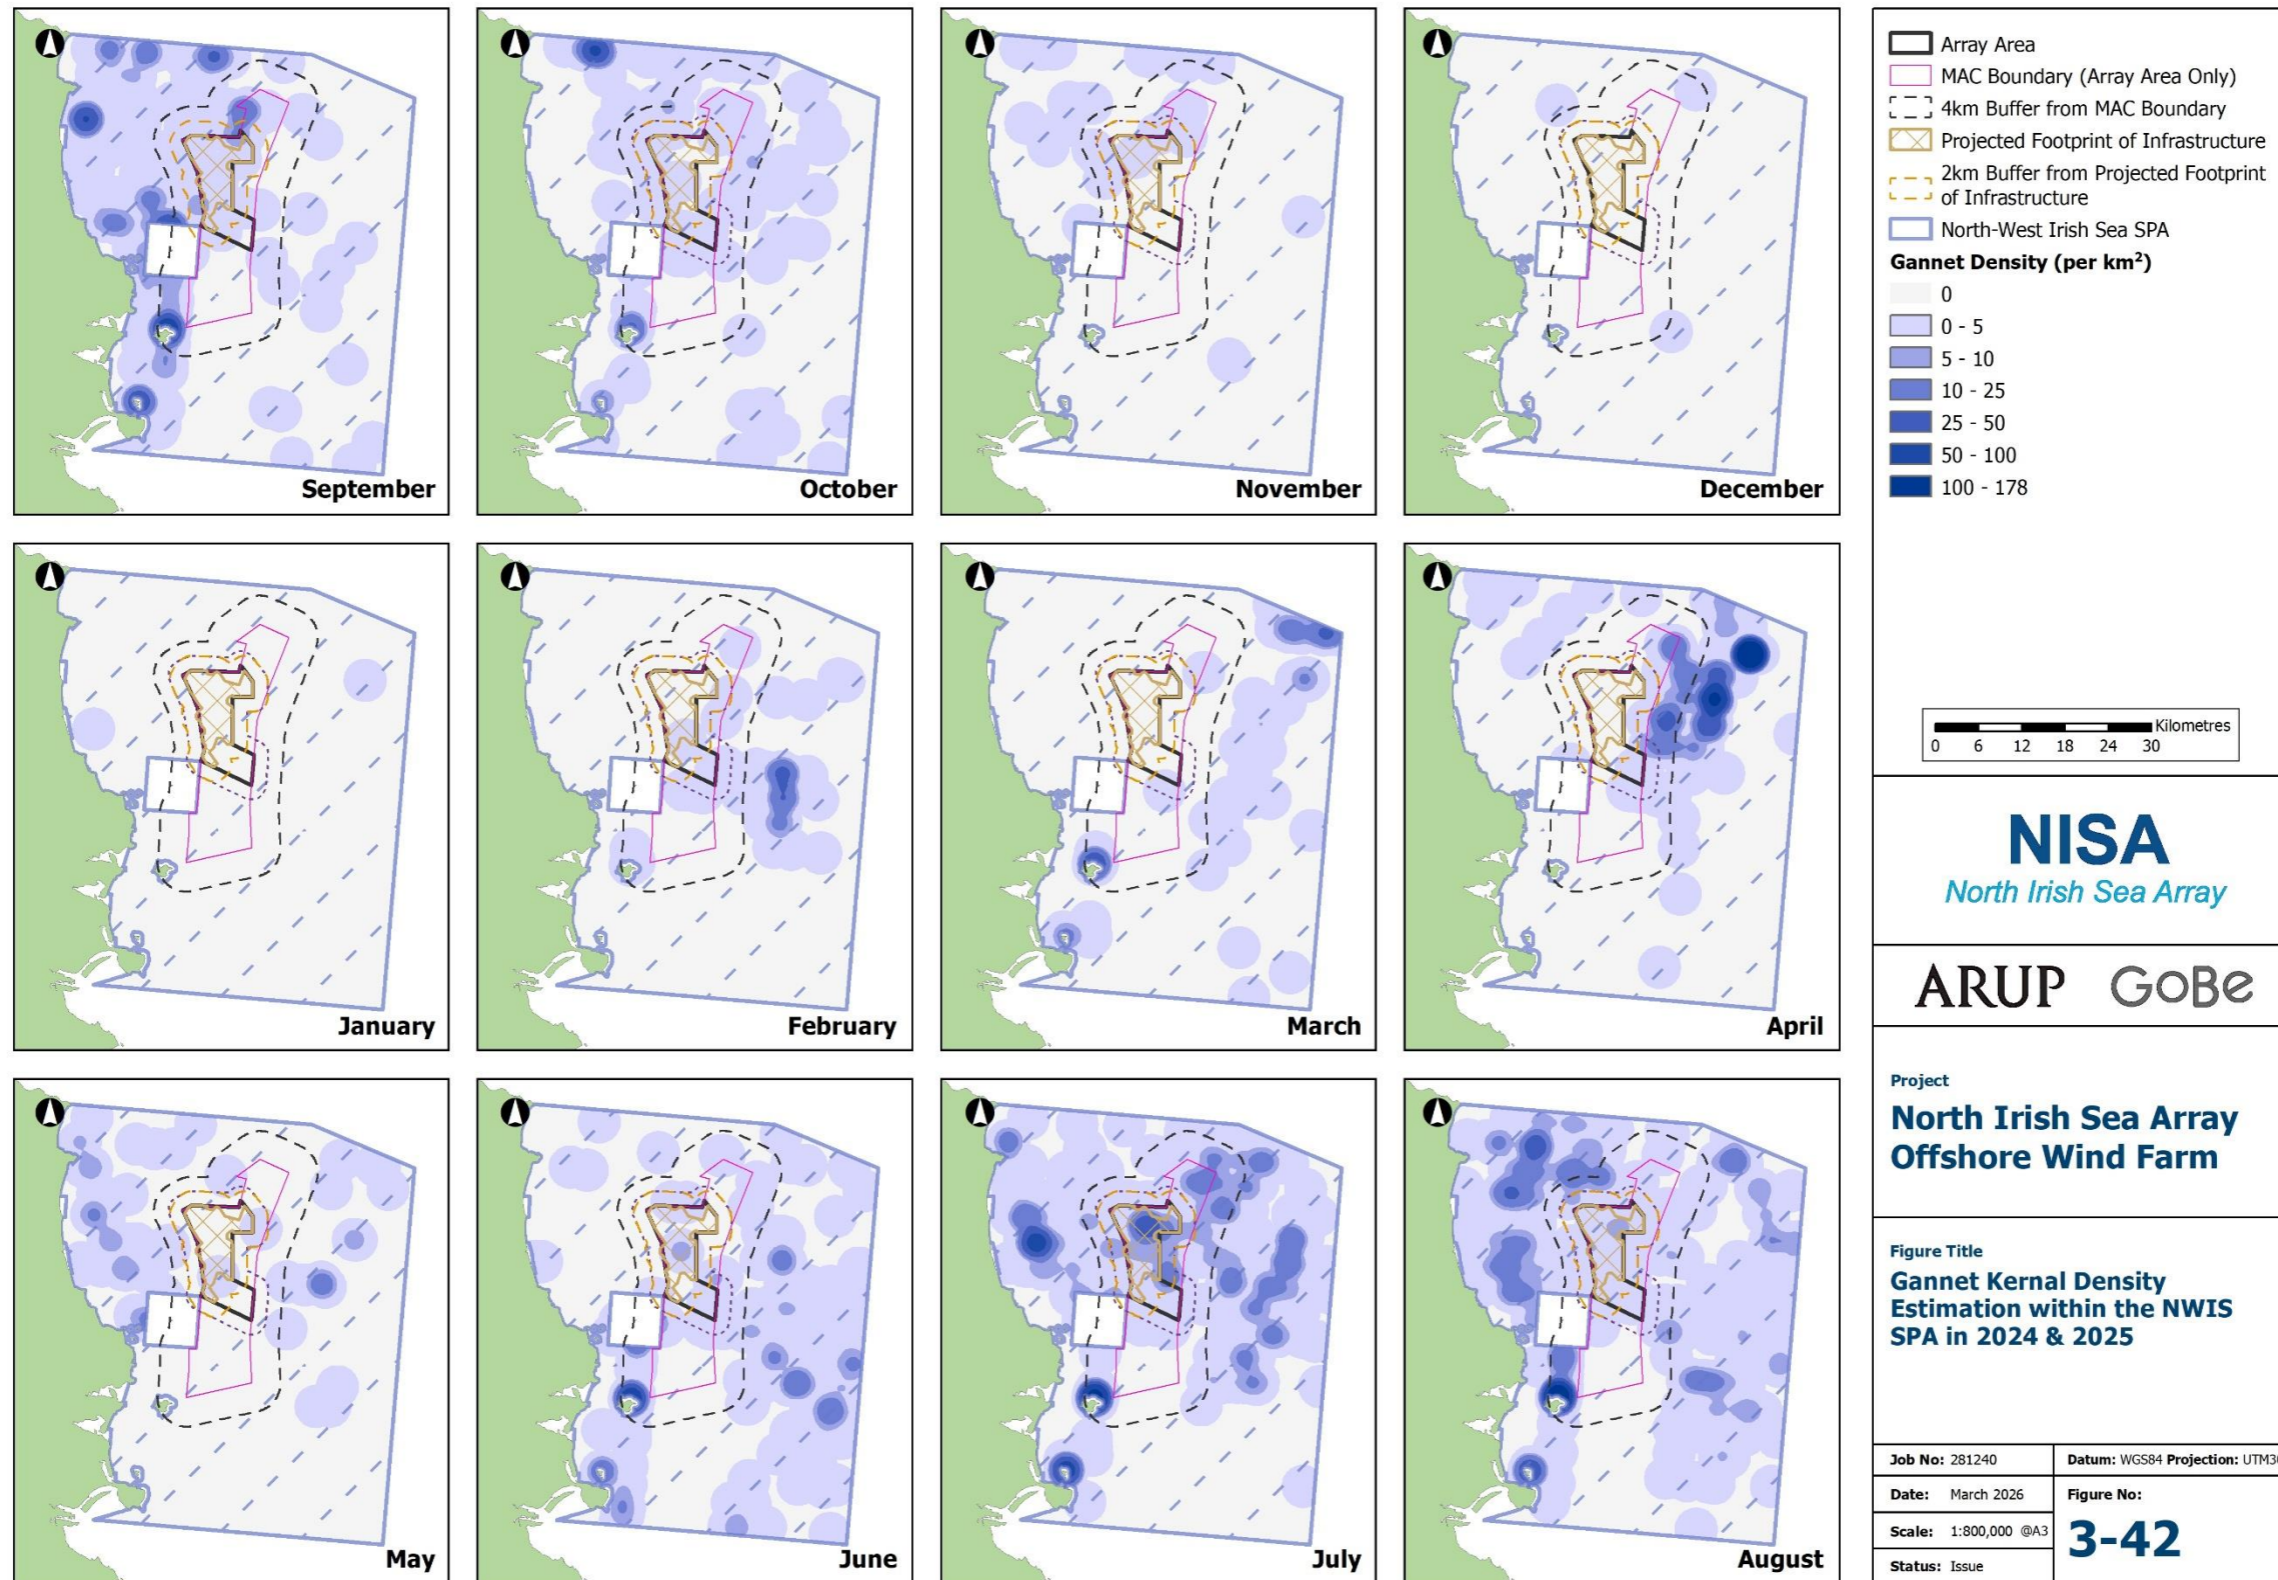 September
October
November
December
January
February
March
April
May
June
July
August
Array Area
MAC Boundary (Array Area Only)
4km Buffer from MAC Boundary
Projected Footprint of Infrastructure
2km Buffer from Projected Footprint
of Infrastructure
North-West Irish Sea SPA
Gannet Density (per km²)
0
0 - 5
5 - 10
10 - 25
25 - 50
50 - 100
100 - 178
Kilometres
0 6 12 18 24 30
NISA
North Irish Sea Array
ARUP GoBe
Project
North Irish Sea Array
Offshore Wind Farm
Figure Title
Gannet Kernal Density
Estimation within the NWIS
SPA in 2024 & 2025
Job No: 281240
Datum: WGS84 Projection:
Date: March 2026
Figure No:
3-42
Scale: 1:800,000 @A3
Status: Issue